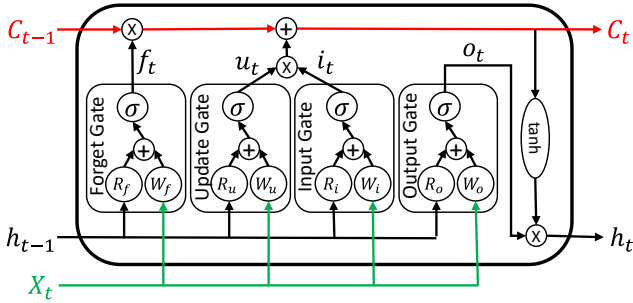 C_{t-1} × + C_t
f_t u_t × i_t o_t
Forget Gate σ + R_f W_f
Update Gate σ + R_u W_u
Input Gate σ + R_i W_i
Output Gate σ + R_o W_o
tanh
h_{t-1} × h_t
X_t